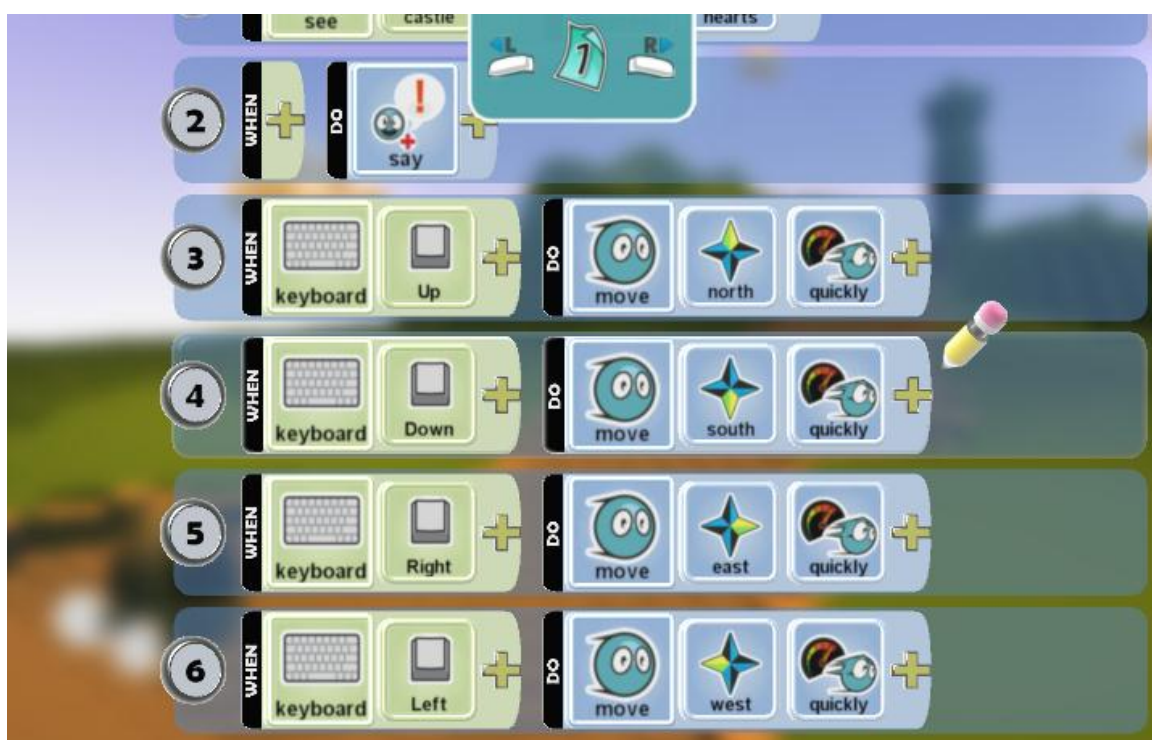 see castle hearts
L 1 R
2 WHEN DO ! say
3 WHEN keyboard Up DO move north quickly
4 WHEN keyboard Down DO move south quickly
5 WHEN keyboard Right DO move east quickly
6 WHEN keyboard Left DO move west quickly